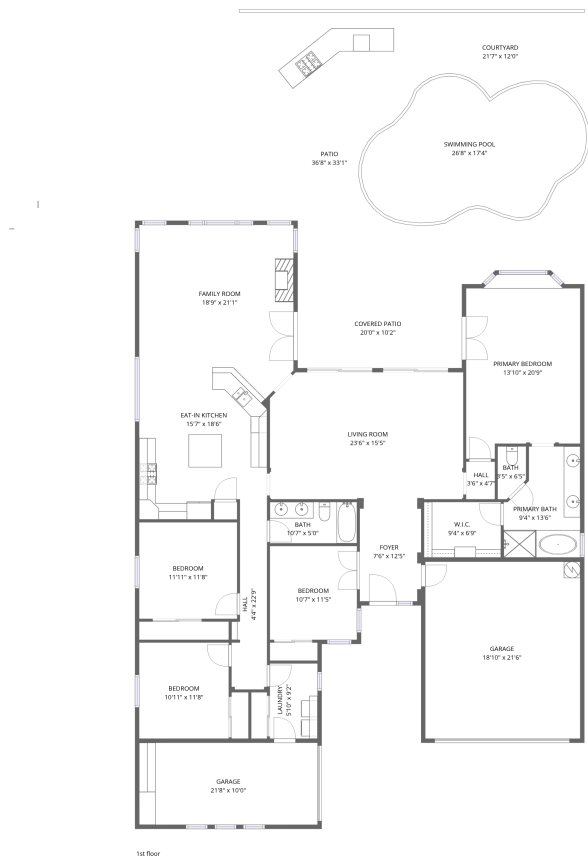 COURTYARD
21'7" x 12'0"
SWIMMING POOL
26'8" x 17'4"
PATIO
36'8" x 33'1"
FAMILY ROOM
18'9" x 21'1"
COVERED PATIO
20'0" x 10'2"
PRIMARY BEDROOM
13'10" x 20'9"
EAT-IN KITCHEN
15'7" x 18'6"
LIVING ROOM
23'6" x 15'5"
HALL
3'6" x 4'7"
BATH
3'5" x 6'5"
PRIMARY BATH
9'4" x 13'6"
W.I.C.
9'4" x 6'9"
BATH
10'7" x 5'0"
FOYER
7'6" x 12'5"
BEDROOM
11'11" x 11'8"
HALL
4'4" x 22'9"
BEDROOM
10'7" x 11'5"
GARAGE
18'10" x 21'6"
BEDROOM
10'11" x 11'8"
LAUNDRY
5'10" x 9'2"
GARAGE
21'8" x 10'0"
1st floor